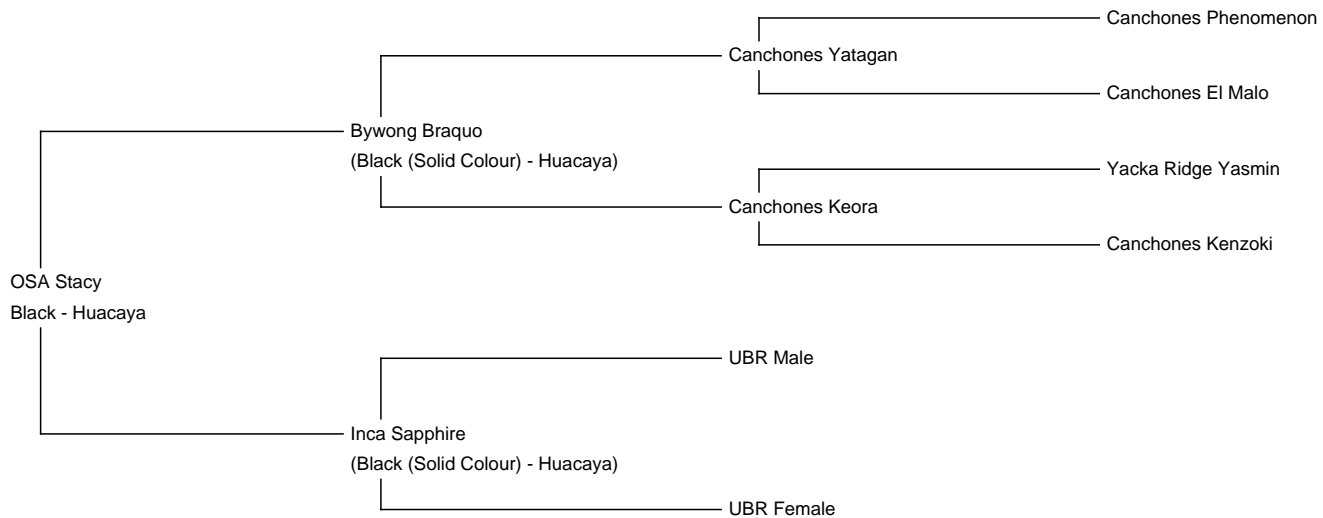 Canchones Phenomenon
Canchones Yatagan
Canchones El Malo
Bywong Braquo
(Black (Solid Colour) - Huacaya)
Yacka Ridge Yasmin
Canchones Keora
Canchones Kenzoki
OSA Stacy
Black - Huacaya
UBR Male
Inca Sapphire
(Black (Solid Colour) - Huacaya)
UBR Female